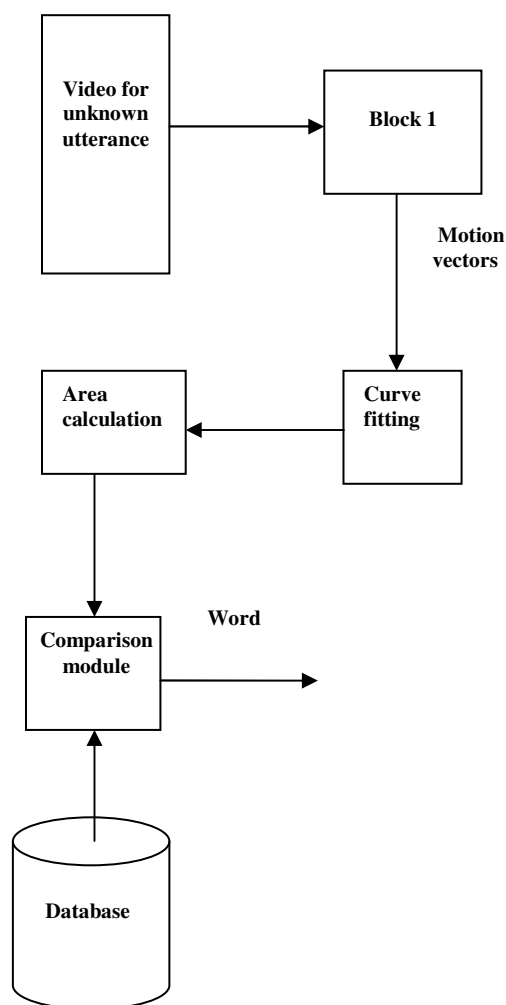 Video for
unknown
utterance
Block 1
Motion
vectors
Area
calculation
Curve
fitting
Word
Comparison
module
Database